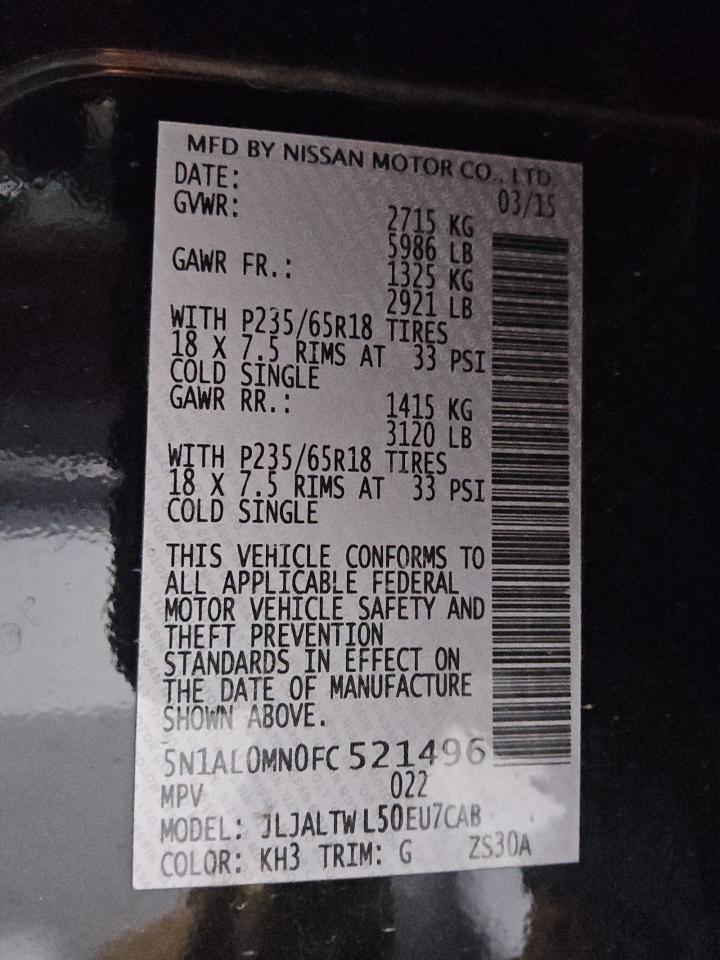 MFD BY NISSAN MOTOR CO., LTD.
DATE: 03/15
GVWR: 2715 KG
5986 LB
GAWR FR.: 1325 KG
2921 LB
WITH P235/65R18 TIRES
18 X 7.5 RIMS AT 33 PSI
COLD SINGLE
GAWR RR.: 1415 KG
3120 LB
WITH P235/65R18 TIRES
18 X 7.5 RIMS AT 33 PSI
COLD SINGLE
THIS VEHICLE CONFORMS TO
ALL APPLICABLE FEDERAL
MOTOR VEHICLE SAFETY AND
THEFT PREVENTION
STANDARDS IN EFFECT ON
THE DATE OF MANUFACTURE
SHOWN ABOVE.
5N1AL0MN0FC 521496
MPV 022
MODEL: JLJALTWL50EU7CAB
COLOR: KH3 TRIM: G ZS30A